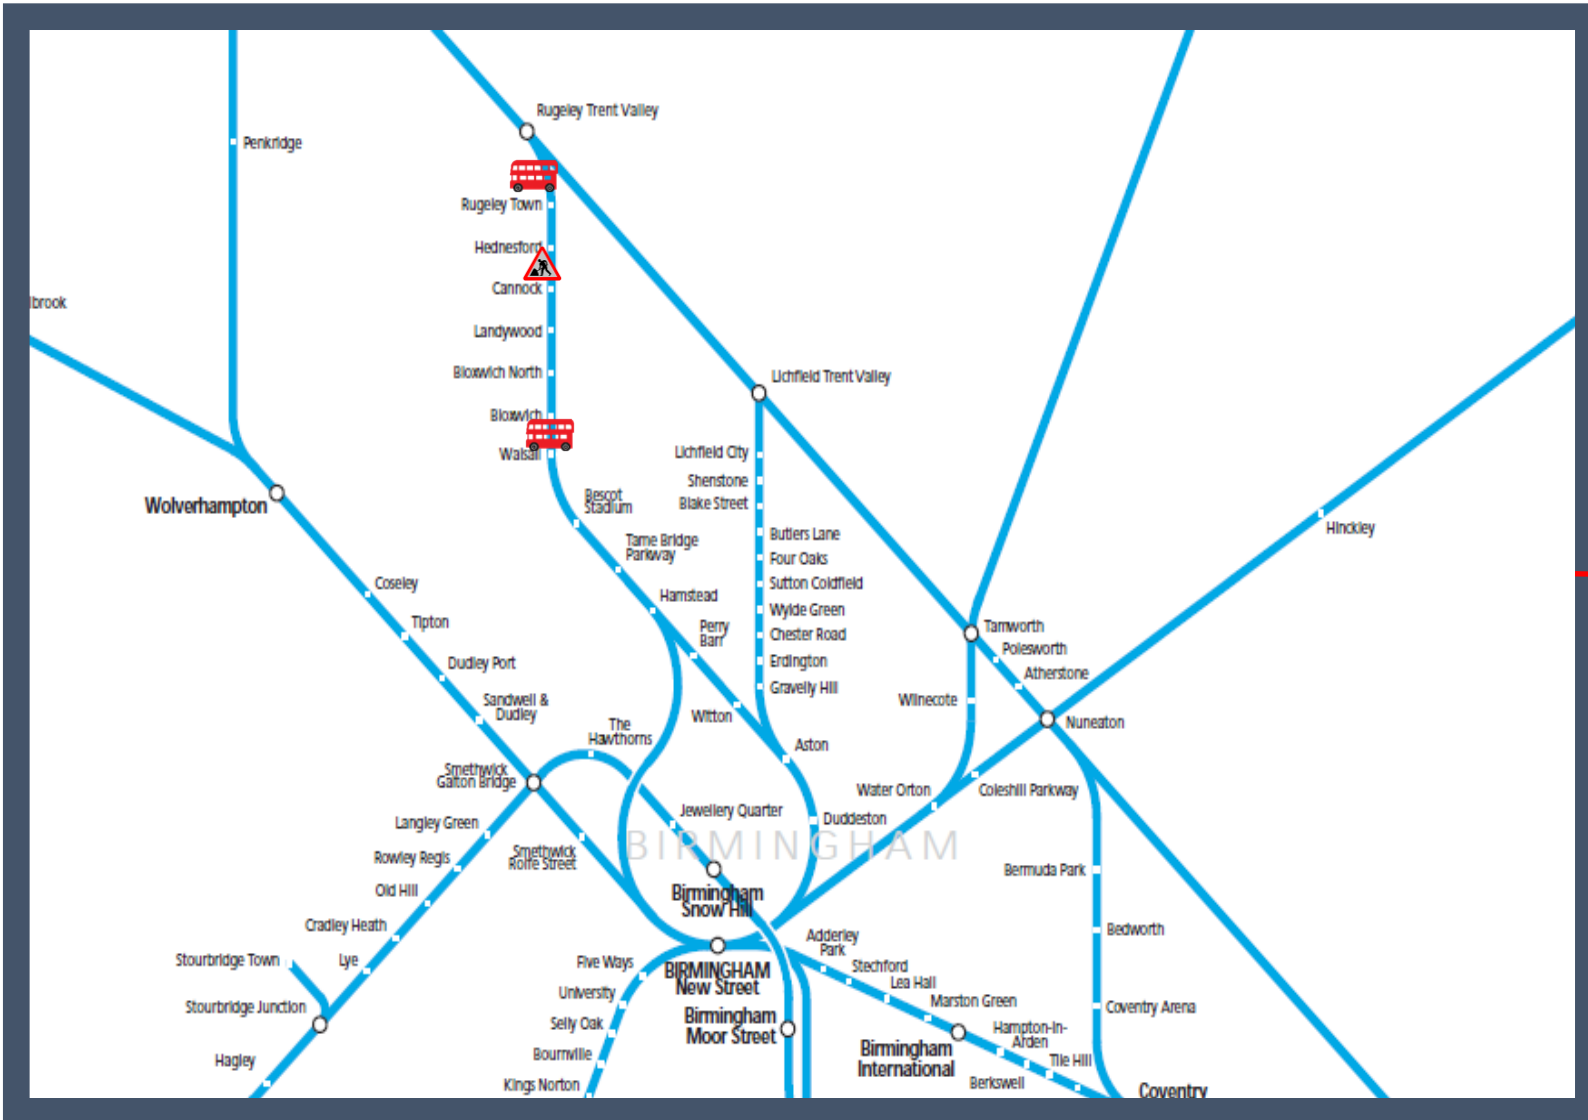 Rugeley Trent Valley
Penkridge
Rugeley Town
Hednesford
Cannock
lbrook
Landywood
Bloxwich North
Lichfield Trent Valley
Bloxwich
Walsall
Lichfield City
Shenstone
Blake Street
Wolverhampton
Bescot
Stadium
Hinckley
Butlers Lane
Tame Bridge
Parkway
Four Oaks
Coseley
Sutton Coldfield
Hamstead
Wylde Green
Tipton
Perry
Barr
Chester Road
Tamworth
Polesworth
Dudley Port
Erdington
Atherstone
Gravelly Hill
Sandwell &
Dudley
Wilnecote
Witton
Nuneaton
The
Hawthorns
Aston
Smethwick
Galton Bridge
Water Orton
Coleshill Parkway
Jewellery Quarter
Langley Green
Duddeston
BIRMINGHAM
Smethwick
Rolfe Street
Rowley Regis
Bermuda Park
Old Hill
Birmingham
Snow Hill
Cradley Heath
Bedworth
Adderley
Park
Stourbridge Town
Lye
Five Ways
BIRMINGHAM
New Street
Stechford
Lea Hall
University
Marston Green
Stourbridge Junction
Coventry Arena
Selly Oak
Birmingham
Moor Street
Hampton-in-
Arden
Birmingham
International
Hagley
Bournville
Tile Hill
Kings Norton
Berkswell
Coventry